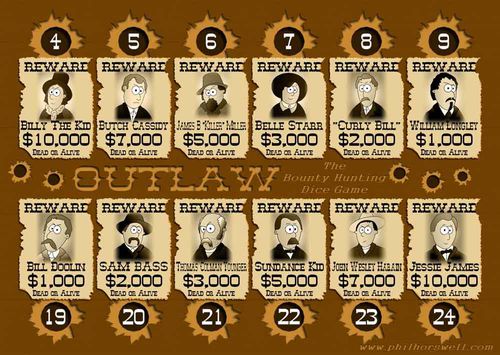 4 5 6 7 8 9
REWARD REWARD REWARD REWARD REWARD REWARD
BILLY THE KID BUTCH CASSIDY JAMES B "KILLER" MILLER BELLE STARR "CURLY BILL" WILLIAM LONGLEY
$10,000 $7,000 $5,000 $3,000 $2,000 $1,000
DEAD OR ALIVE DEAD OR ALIVE DEAD OR ALIVE DEAD OR ALIVE DEAD OR ALIVE DEAD OR ALIVE
OUTLAW
The
Bounty Hunting
Dice Game
REWARD REWARD REWARD REWARD REWARD REWARD
BILL DOOLIN SAM BASS THOMAS COLMAN YOUNGER SUNDANCE KID JOHN WESLEY HARDIN JESSIE JAMES
$1,000 $2,000 $3,000 $5,000 $7,000 $10,000
DEAD OR ALIVE DEAD OR ALIVE DEAD OR ALIVE DEAD OR ALIVE DEAD OR ALIVE DEAD OR ALIVE
19 20 21 22 23 24
www.philhorswell.com